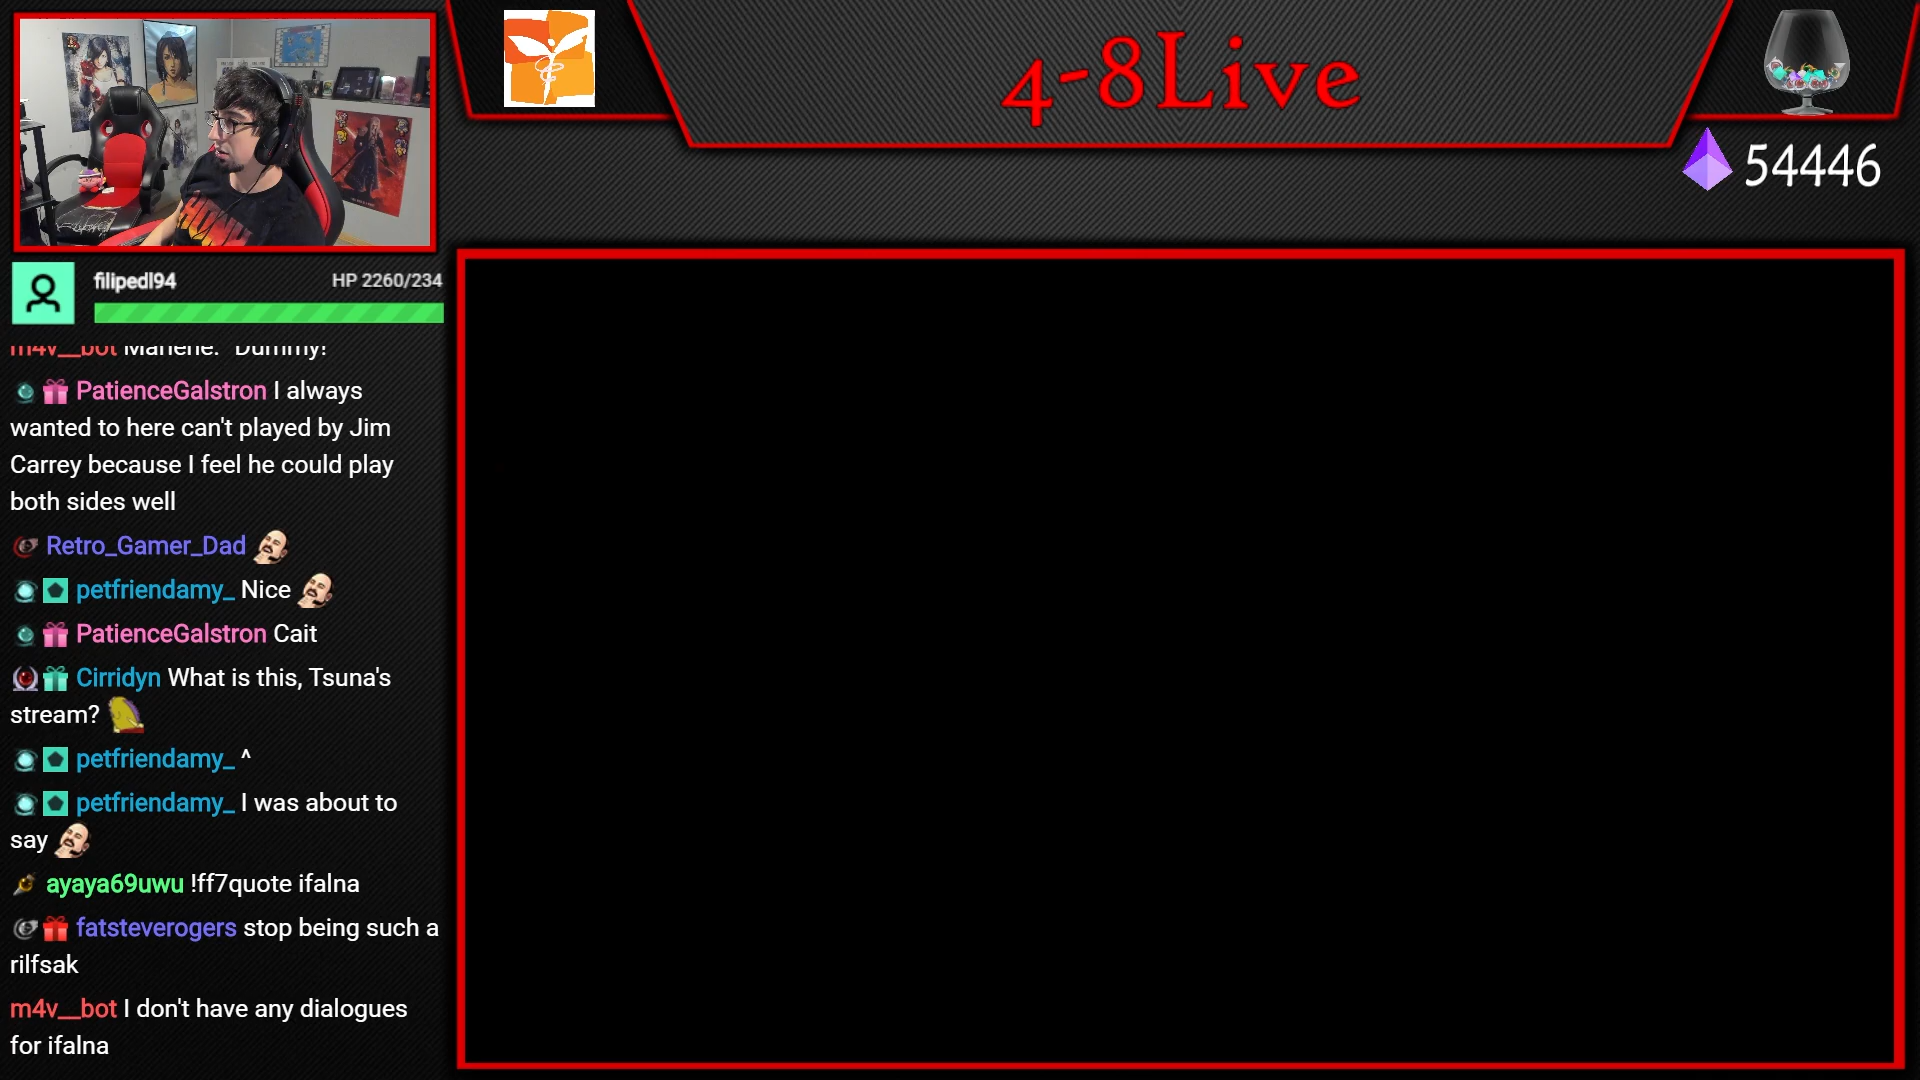 4-8Live
54446
filipedl94 HP 2260/234
m4v__bot Marlene: "Dummy!
PatienceGalstron I always
wanted to here can't played by Jim
Carrey because I feel he could play
both sides well
Retro_Gamer_Dad
petfriendamy_ Nice
PatienceGalstron Cait
Cirridyn What is this, Tsuna's
stream?
petfriendamy_ ^
petfriendamy_ I was about to
say
ayaya69uwu !ff7quote ifalna
fatsteverogers stop being such a
rilfsak
m4v__bot I don't have any dialogues
for ifalna